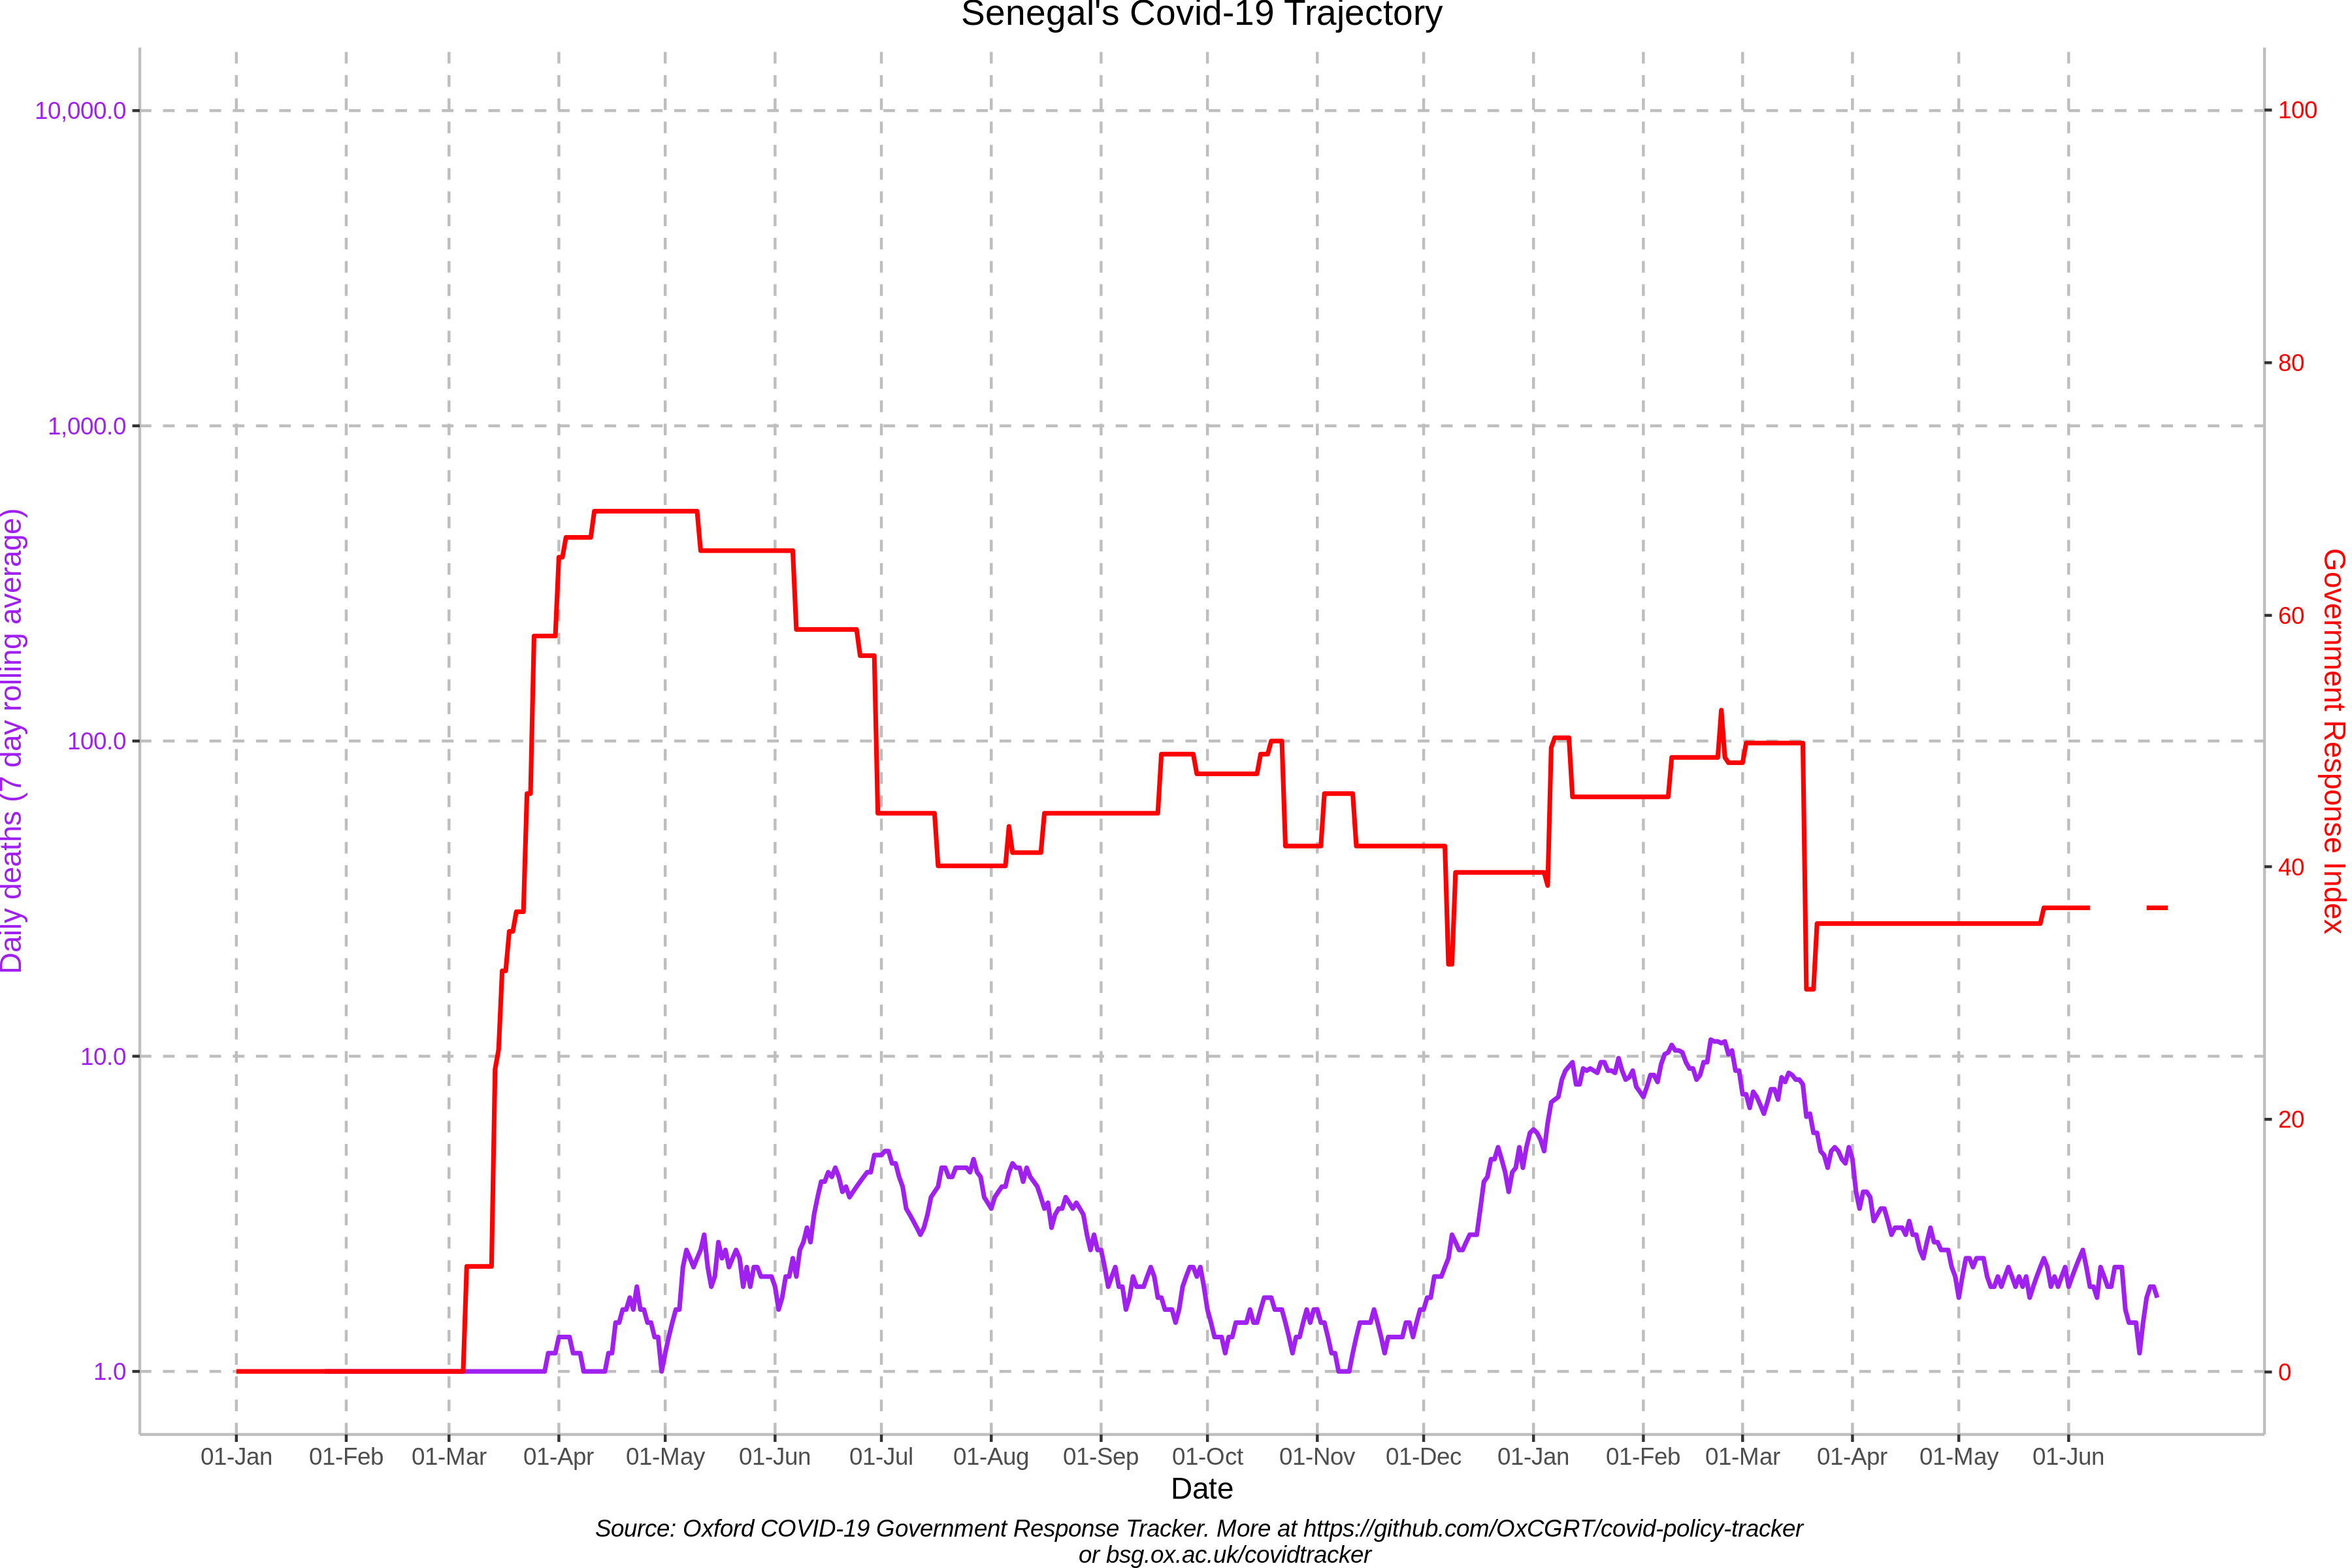 Senegal's Covid-19 Trajectory
10,000.0
1,000.0
100.0
10.0
1.0
Daily deaths (7 day rolling average)
100
80
60
40
20
0
Government Response Index
01-Jan 01-Feb 01-Mar 01-Apr 01-May 01-Jun 01-Jul 01-Aug 01-Sep 01-Oct 01-Nov 01-Dec 01-Jan 01-Feb 01-Mar 01-Apr 01-May 01-Jun
Date
Source: Oxford COVID-19 Government Response Tracker. More at https://github.com/OxCGRT/covid-policy-tracker
or bsg.ox.ac.uk/covidtracker